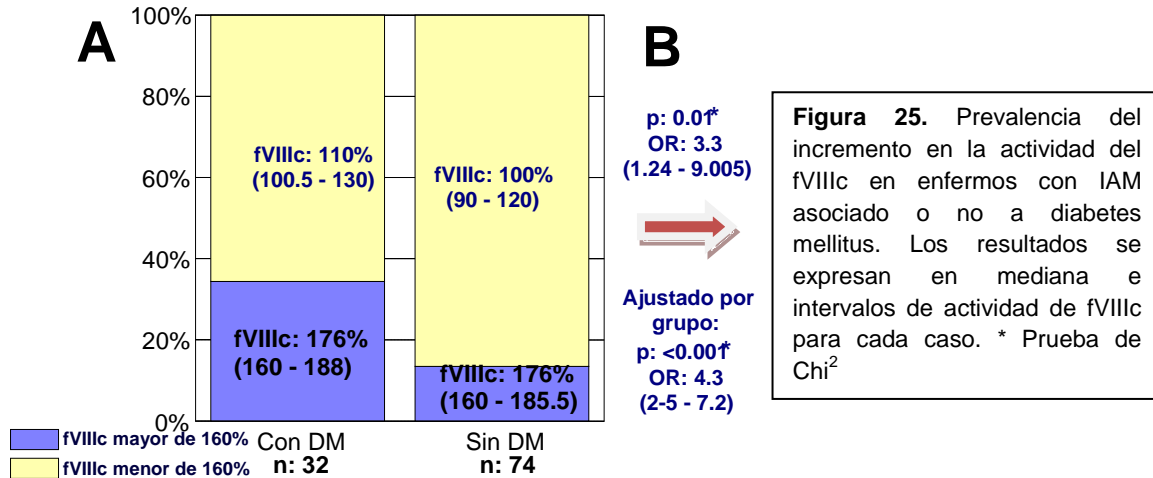 A
100%
80%
60%
40%
20%
0%
fVIIIc: 110%
(100.5 - 130)
fVIIIc: 100%
(90 - 120)
fVIIIc: 176%
(160 - 188)
fVIIIc: 176%
(160 - 185.5)
Con DM
n: 32
Sin DM
n: 74
fVIIIc mayor de 160%
fVIIIc menor de 160%
B
p: 0.01*
OR: 3.3
(1.24 - 9.005)
Ajustado por
grupo:
p: <0.001*
OR: 4.3
(2-5 - 7.2)
Figura 25. Prevalencia del
incremento en la actividad del
fVIIIc en enfermos con IAM
asociado o no a diabetes
mellitus. Los resultados se
expresan en mediana e
intervalos de actividad de fVIIIc
para cada caso. * Prueba de
Chi²